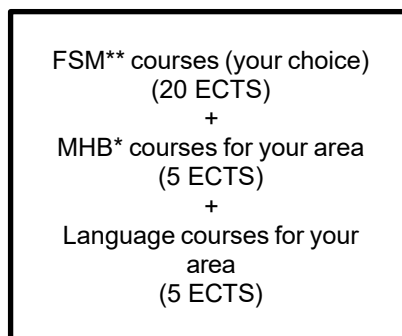 FSM** courses (your choice)
(20 ECTS)
+
MHB* courses for your area
(5 ECTS)
+
Language courses for your
area
(5 ECTS)